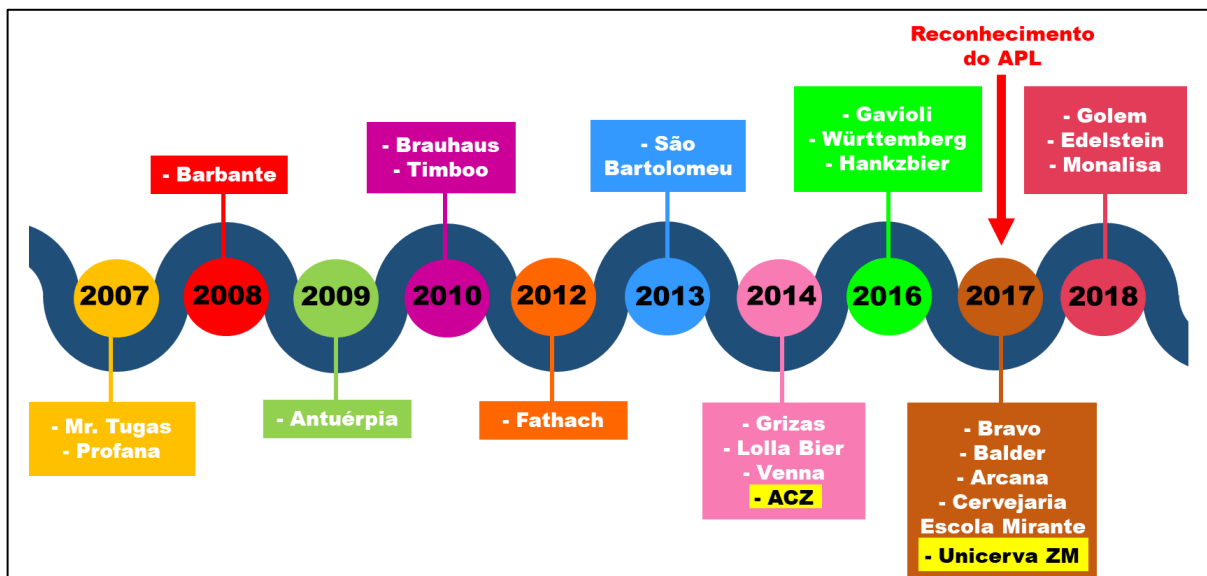 Reconhecimento
do APL
- Barbante
- Brauhaus
- Timboo
- São
Bartolomeu
- Gavioli
- Württemberg
- Hankzbier
- Golem
- Edelstein
- Monalisa
2007
2008
2009
2010
2012
2013
2014
2016
2017
2018
- Mr. Tugas
- Profana
- Antuérpia
- Fathach
- Grizas
- Lolla Bier
- Venna
- ACZ
- Bravo
- Balder
- Arcana
- Cervejaria
Escola Mirante
- Unicerva ZM